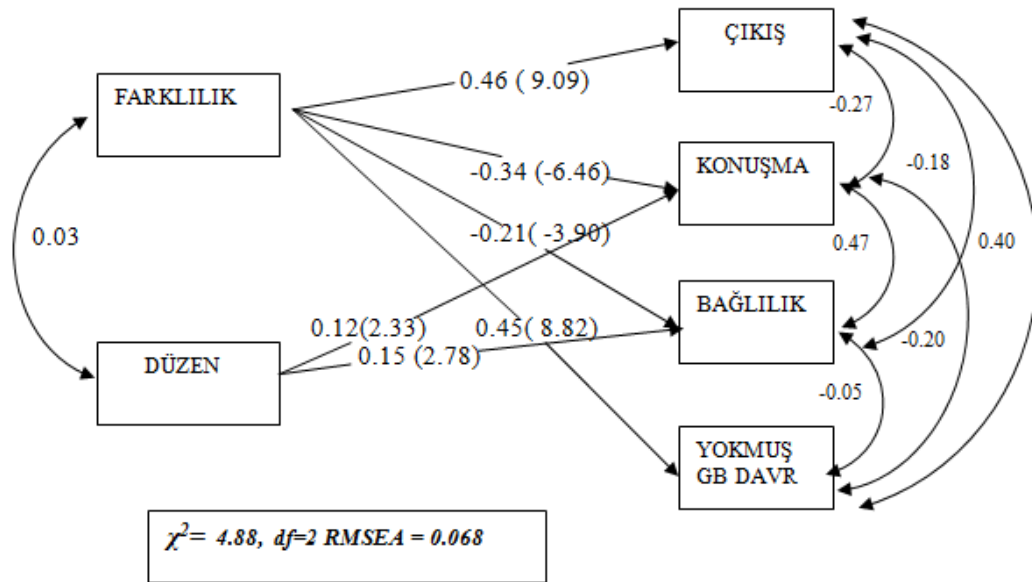 ÇIKIŞ
0.46 ( 9.09)
FARKLILIK
-0.27
-0.34 (-6.46)
KONUŞMA
-0.18
-0.21( -3.90)
0.03
0.47
0.40
BAĞLILIK
0.12(2.33)
0.45( 8.82)
0.15 (2.78)
DÜZEN
-0.20
-0.05
YOKMUŞ
GB DAVR
χ²= 4.88, df=2 RMSEA = 0.068